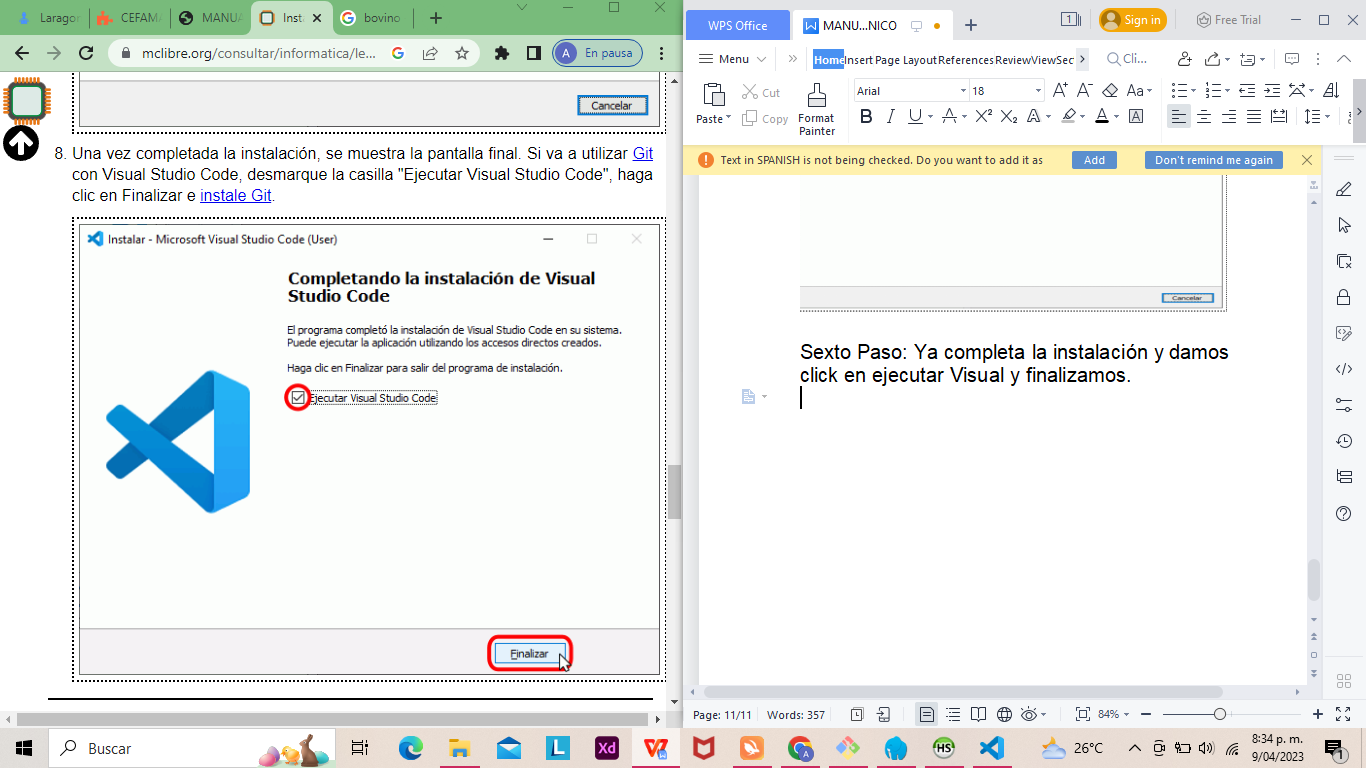 Laragon
CEFAM
MANUA
Inst
bovino
mclibre.org/consultar/informatica/le...
En pausa
Cancelar
8. Una vez completada la instalación, se muestra la pantalla final. Si va a utilizar Git
con Visual Studio Code, desmarque la casilla "Ejecutar Visual Studio Code", haga
clic en Finalizar e instale Git.
Instalar - Microsoft Visual Studio Code (User)
Completando la instalación de Visual
Studio Code
El programa completó la instalación de Visual Studio Code en su sistema.
Puede ejecutar la aplicación utilizando los accesos directos creados.
Haga clic en Finalizar para salir del programa de instalación.
Ejecutar Visual Studio Code
Finalizar
WPS Office
MANU...NICO
1
Sign in
Free Trial
Menu
Home Insert Page Layout References Review View Sec
Cli...
Paste
Cut
Copy
Format
Painter
Arial
18
Text in SPANISH is not being checked. Do you want to add it as
Add
Don't remind me again
Cancelar
Sexto Paso: Ya completa la instalación y damos
click en ejecutar Visual y finalizamos.
Page: 11/11
Words: 357
84%
Buscar
26°C
8:34 p. m.
9/04/2023
1